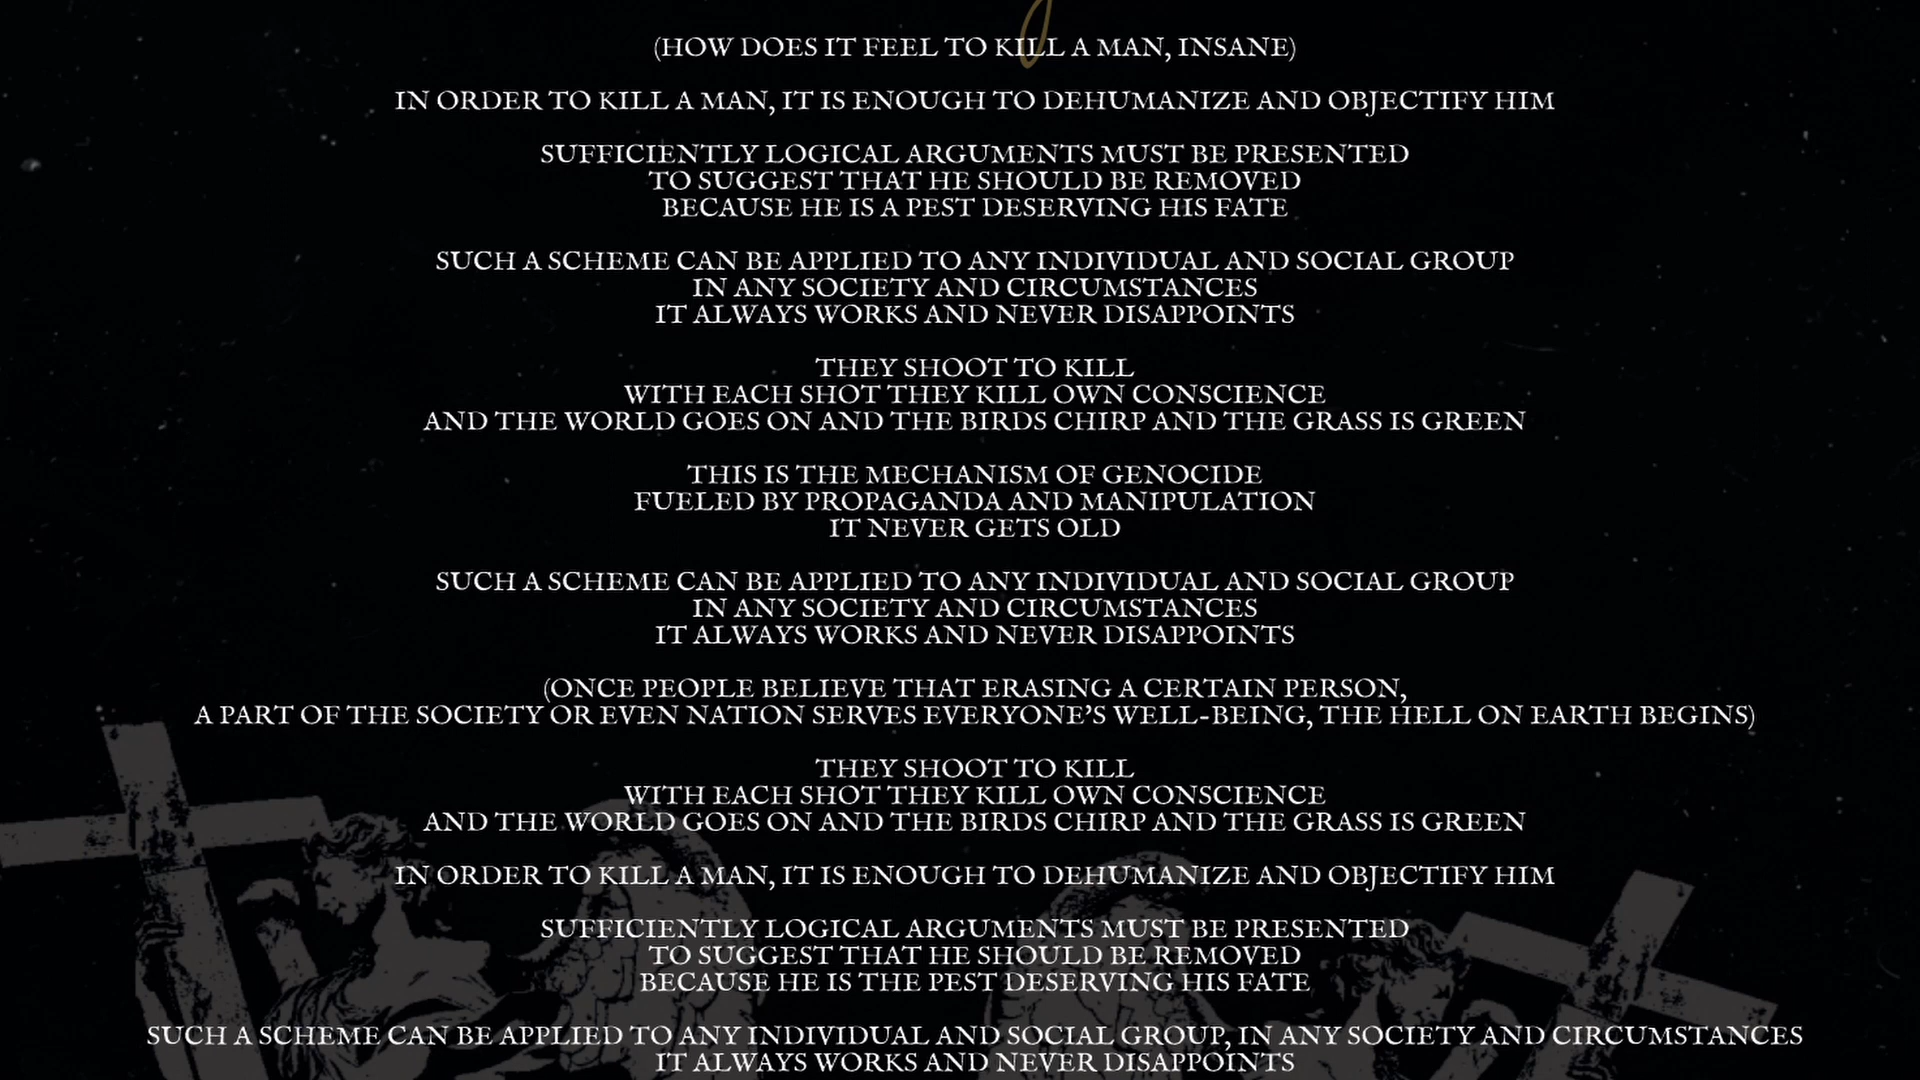 (HOW DOES IT FEEL TO KILL A MAN, INSANE)
IN ORDER TO KILL A MAN, IT IS ENOUGH TO DEHUMANIZE AND OBJECTIFY HIM
SUFFICIENTLY LOGICAL ARGUMENTS MUST BE PRESENTED
TO SUGGEST THAT HE SHOULD BE REMOVED
BECAUSE HE IS A PEST DESERVING HIS FATE
SUCH A SCHEME CAN BE APPLIED TO ANY INDIVIDUAL AND SOCIAL GROUP
IN ANY SOCIETY AND CIRCUMSTANCES
IT ALWAYS WORKS AND NEVER DISAPPOINTS
THEY SHOOT TO KILL
WITH EACH SHOT THEY KILL OWN CONSCIENCE
AND THE WORLD GOES ON AND THE BIRDS CHIRP AND THE GRASS IS GREEN
THIS IS THE MECHANISM OF GENOCIDE
FUELED BY PROPAGANDA AND MANIPULATION
IT NEVER GETS OLD
SUCH A SCHEME CAN BE APPLIED TO ANY INDIVIDUAL AND SOCIAL GROUP
IN ANY SOCIETY AND CIRCUMSTANCES
IT ALWAYS WORKS AND NEVER DISAPPOINTS
(ONCE PEOPLE BELIEVE THAT ERASING A CERTAIN PERSON,
A PART OF THE SOCIETY OR EVEN NATION SERVES EVERYONE'S WELL-BEING, THE HELL ON EARTH BEGINS)
THEY SHOOT TO KILL
WITH EACH SHOT THEY KILL OWN CONSCIENCE
AND THE WORLD GOES ON AND THE BIRDS CHIRP AND THE GRASS IS GREEN
IN ORDER TO KILL A MAN, IT IS ENOUGH TO DEHUMANIZE AND OBJECTIFY HIM
SUFFICIENTLY LOGICAL ARGUMENTS MUST BE PRESENTED
TO SUGGEST THAT HE SHOULD BE REMOVED
BECAUSE HE IS THE PEST DESERVING HIS FATE
SUCH A SCHEME CAN BE APPLIED TO ANY INDIVIDUAL AND SOCIAL GROUP, IN ANY SOCIETY AND CIRCUMSTANCES
IT ALWAYS WORKS AND NEVER DISAPPOINTS